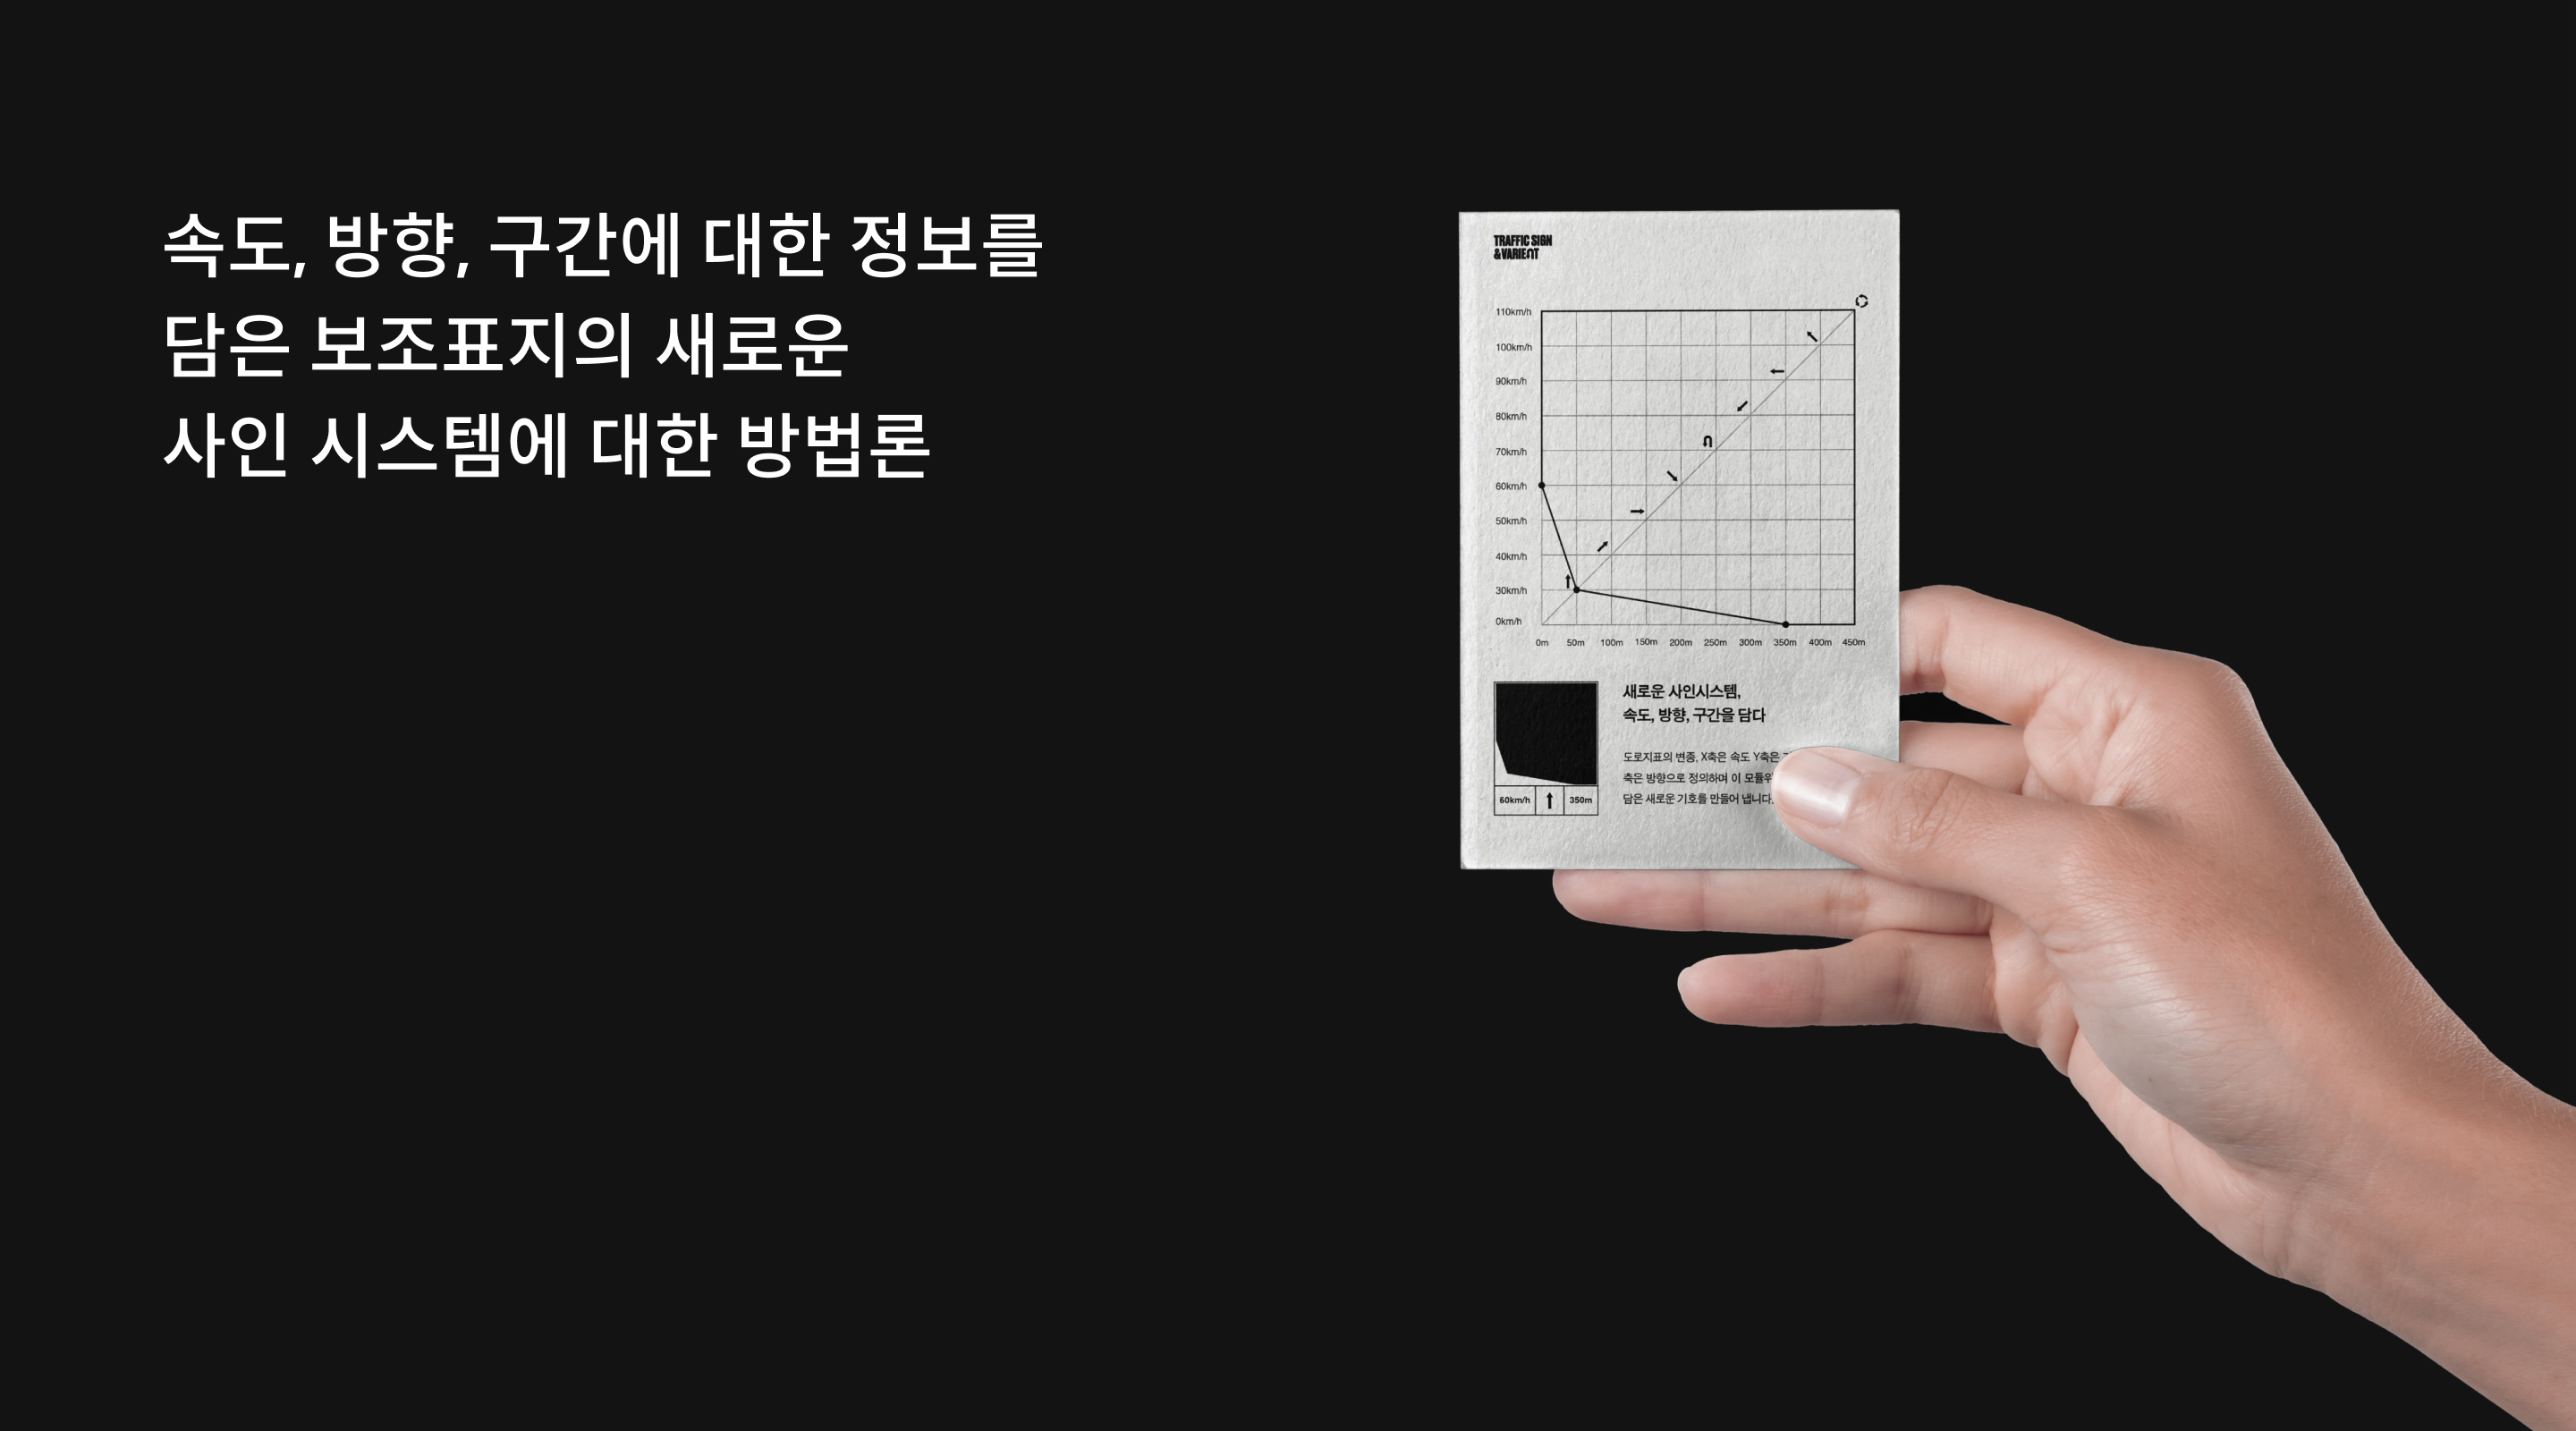 속도, 방향, 구간에 대한 정보를
담은 보조표지의 새로운
사인 시스템에 대한 방법론
TRAFFIC SIGN
&VARIENT
110km/h
100km/h
90km/h
80km/h
70km/h
60km/h
50km/h
40km/h
30km/h
0km/h
0m 50m 100m 150m 200m 250m 300m 350m 400m 450m
새로운 사인시스템,
속도, 방향, 구간을 담다
도로지표의 변종, X축은 속도 Y축은
축은 방향으로 정의하며 이 모듈위
담은 새로운 기호를 만들어 냅니다.
60km/h 350m